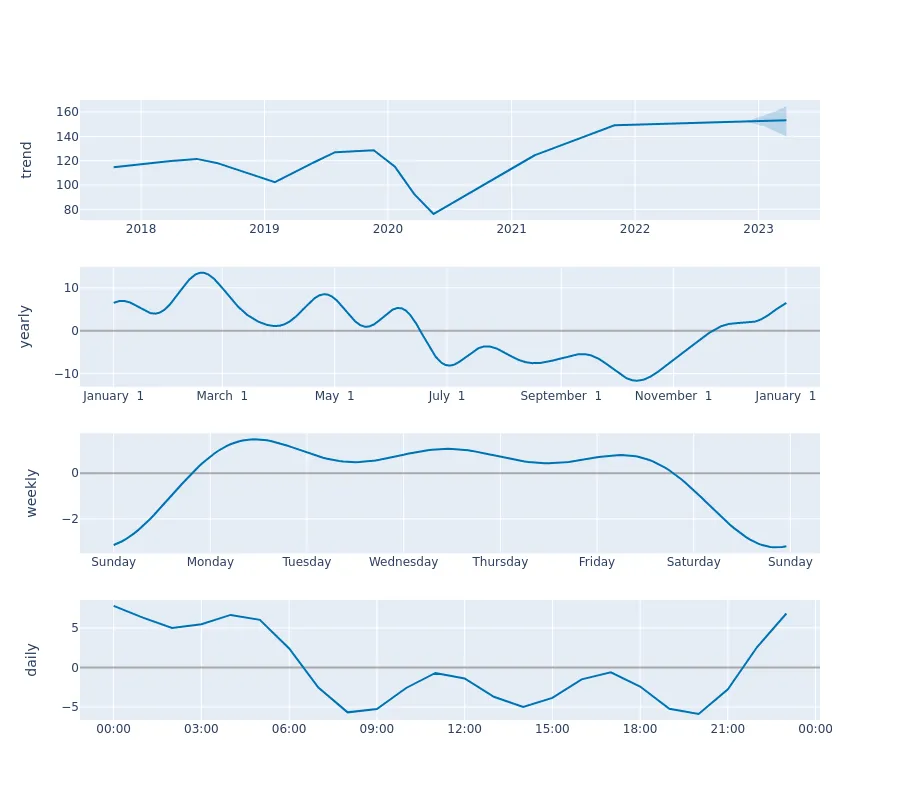 trend
160
140
120
100
80
2018 2019 2020 2021 2022 2023
yearly
10
0
−10
January 1 March 1 May 1 July 1 September 1 November 1 January 1
weekly
0
−2
Sunday Monday Tuesday Wednesday Thursday Friday Saturday Sunday
daily
5
0
−5
00:00 03:00 06:00 09:00 12:00 15:00 18:00 21:00 00:00